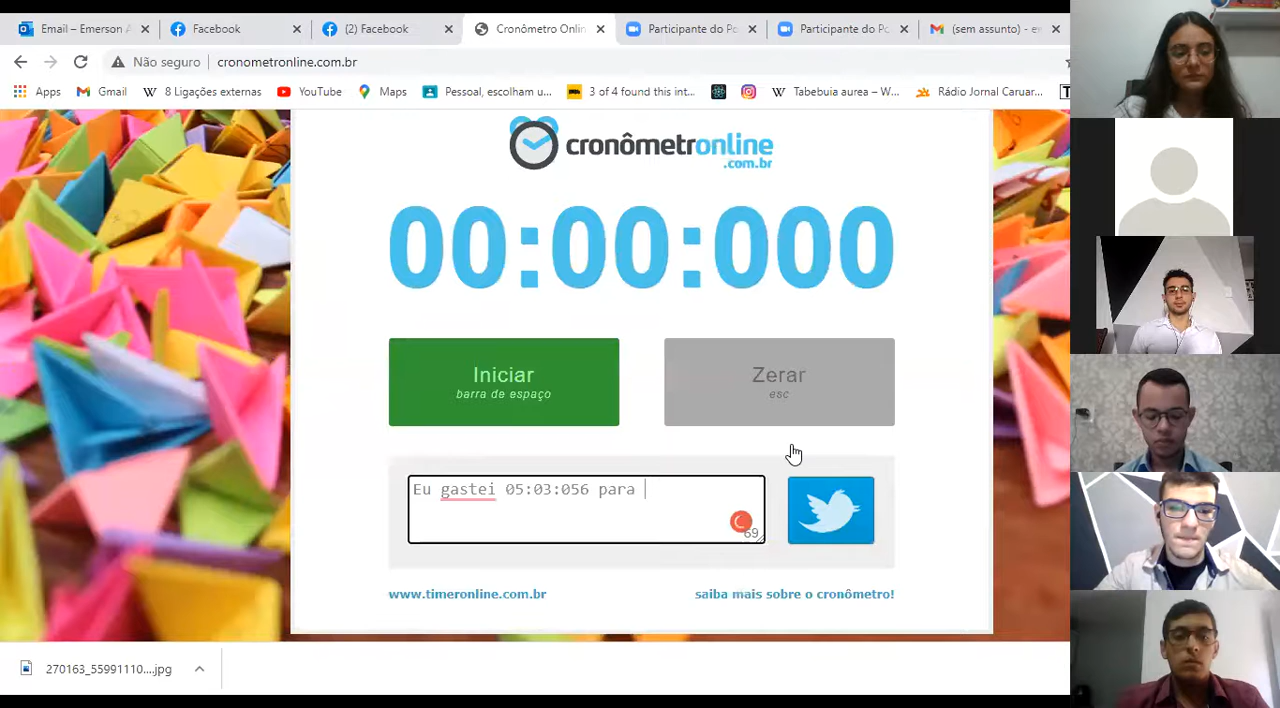 Email – Emerson A
Facebook
(2) Facebook
Cronômetro Onlin
Participante do Po
Participante do Po
(sem assunto) - e
Não seguro
cronometronline.com.br
Apps
Gmail
8 Ligações externas
YouTube
Maps
Pessoal, escolham u...
3 of 4 found this int...
Tabebuia aurea – W...
Rádio Jornal Caruar...
cronômetronline
.com.br
00:00:000
Iniciar
barra de espaço
Zerar
esc
Eu gastei 05:03:056 para
69
www.timeronline.com.br
saiba mais sobre o cronômetro!
270163_55991110....jpg